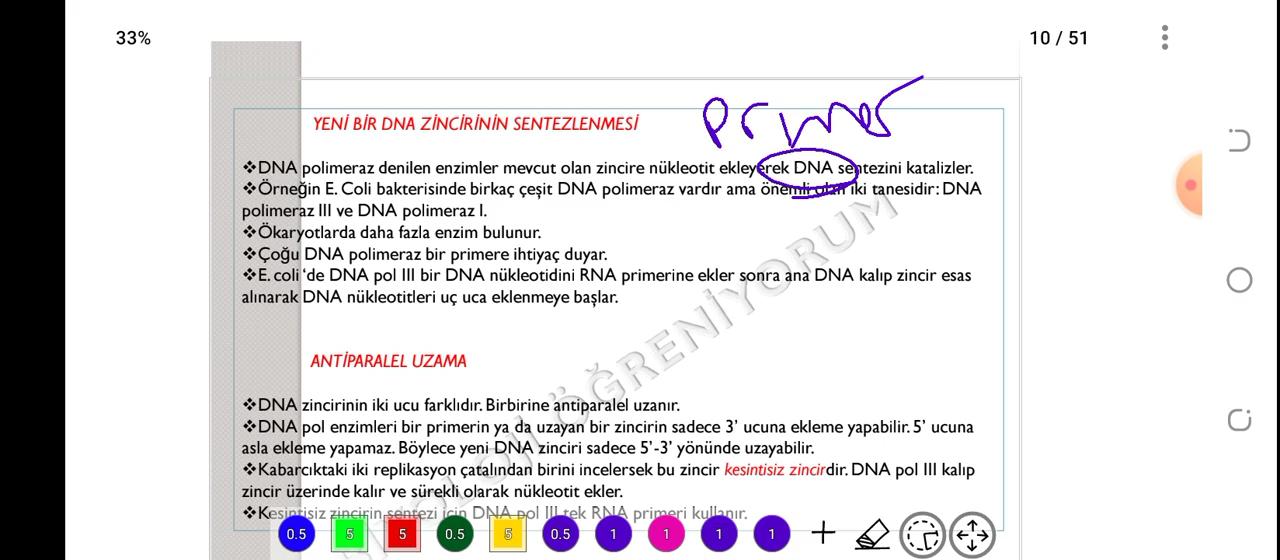 33%
10 / 51
Primer
YENİ BİR DNA ZİNCİRİNİN SENTEZLENMESİ
❖DNA polimeraz denilen enzimler mevcut olan zincire nükleotit ekleyerek DNA sentezini katalizler.
❖Örneğin E. Coli bakterisinde birkaç çeşit DNA polimeraz vardır ama önemli olan iki tanesidir: DNA
polimeraz III ve DNA polimeraz I.
❖Ökaryotlarda daha fazla enzim bulunur.
❖Çoğu DNA polimeraz bir primere ihtiyaç duyar.
❖E. coli 'de DNA pol III bir DNA nükleotidini RNA primerine ekler sonra ana DNA kalıp zincir esas
alınarak DNA nükleotitleri uç uca eklenmeye başlar.
BİYOLOJİ ÖĞRENİYORUM
ANTİPARALEL UZAMA
❖DNA zincirinin iki ucu farklıdır. Birbirine antiparalel uzanır.
❖DNA pol enzimleri bir primerin ya da uzayan bir zincirin sadece 3' ucuna ekleme yapabilir. 5' ucuna
asla ekleme yapamaz. Böylece yeni DNA zinciri sadece 5'-3' yönünde uzayabilir.
❖Kabarcıktaki iki replikasyon çatalından birini incelersek bu zincir kesintisiz zincirdir. DNA pol III kalıp
zincir üzerinde kalır ve sürekli olarak nükleotit ekler.
❖Kesintisiz zincirin sentezi için DNA pol III tek RNA primeri kullanır.
0.5 5 5 0.5 5 0.5 1 1 1 1